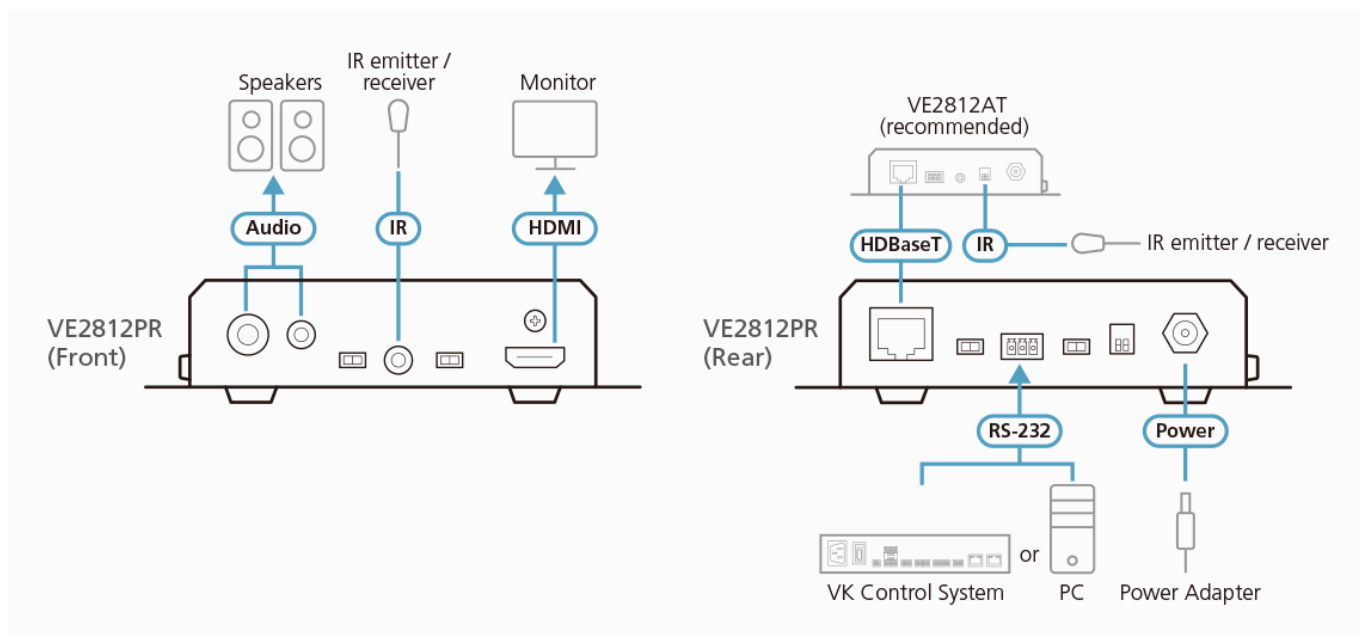 Speakers
IR emitter /
receiver
Monitor
Audio
IR
HDMI
VE2812PR
(Front)
VE2812AT
(recommended)
HDBaseT
IR
IR emitter / receiver
VE2812PR
(Rear)
RS-232
Power
or
VK Control System
PC
Power Adapter